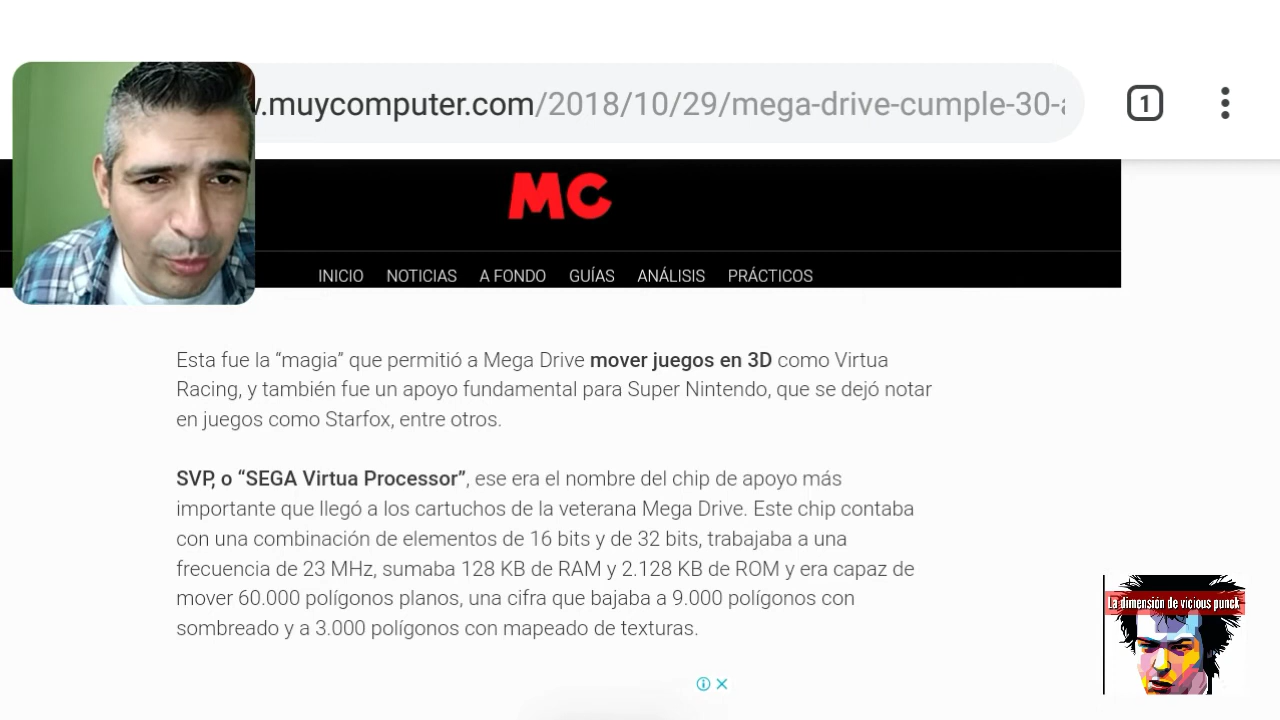 .muycomputer.com/2018/10/29/mega-drive-cumple-30-
1
MC
INICIO NOTICIAS A FONDO GUÍAS ANÁLISIS PRÁCTICOS
Esta fue la “magia” que permitió a Mega Drive mover juegos en 3D como Virtua
Racing, y también fue un apoyo fundamental para Super Nintendo, que se dejó notar
en juegos como Starfox, entre otros.
SVP, o “SEGA Virtua Processor”, ese era el nombre del chip de apoyo más
importante que llegó a los cartuchos de la veterana Mega Drive. Este chip contaba
con una combinación de elementos de 16 bits y de 32 bits, trabajaba a una
frecuencia de 23 MHz, sumaba 128 KB de RAM y 2.128 KB de ROM y era capaz de
mover 60.000 polígonos planos, una cifra que bajaba a 9.000 polígonos con
sombreado y a 3.000 polígonos con mapeado de texturas.
La dimensión de vicious punck